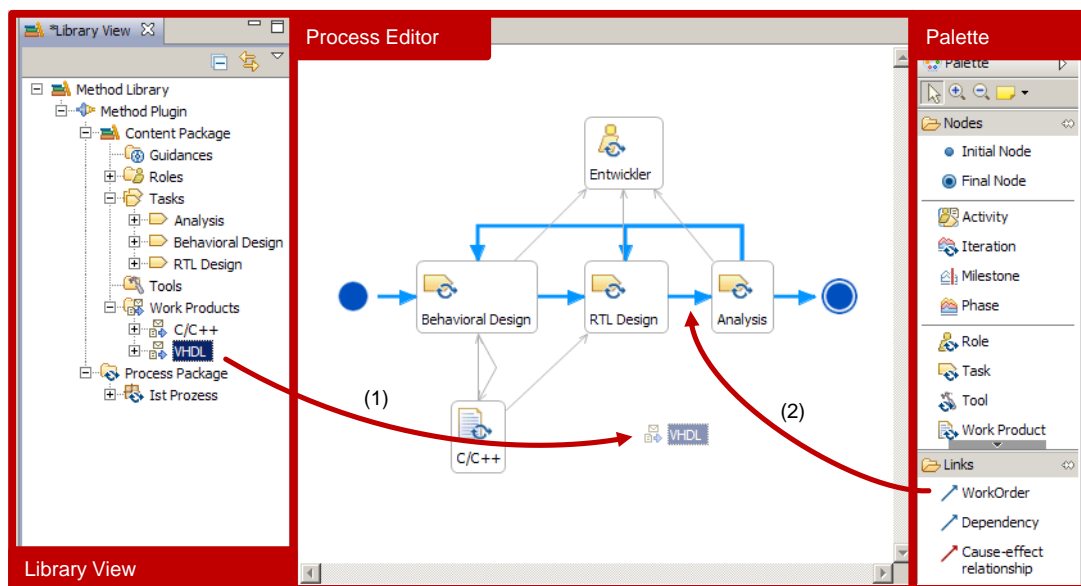 *Library View
Method Library
Method Plugin
Content Package
Guidances
Roles
Tasks
Analysis
Behavioral Design
RTL Design
Tools
Work Products
C/C++
VHDL
Process Package
Ist Prozess
Library View
Process Editor
Entwickler
Behavioral Design
RTL Design
Analysis
C/C++
VHDL
(1)
(2)
Palette
Palette
Nodes
Initial Node
Final Node
Activity
Iteration
Milestone
Phase
Role
Task
Tool
Work Product
Links
WorkOrder
Dependency
Cause-effect
relationship